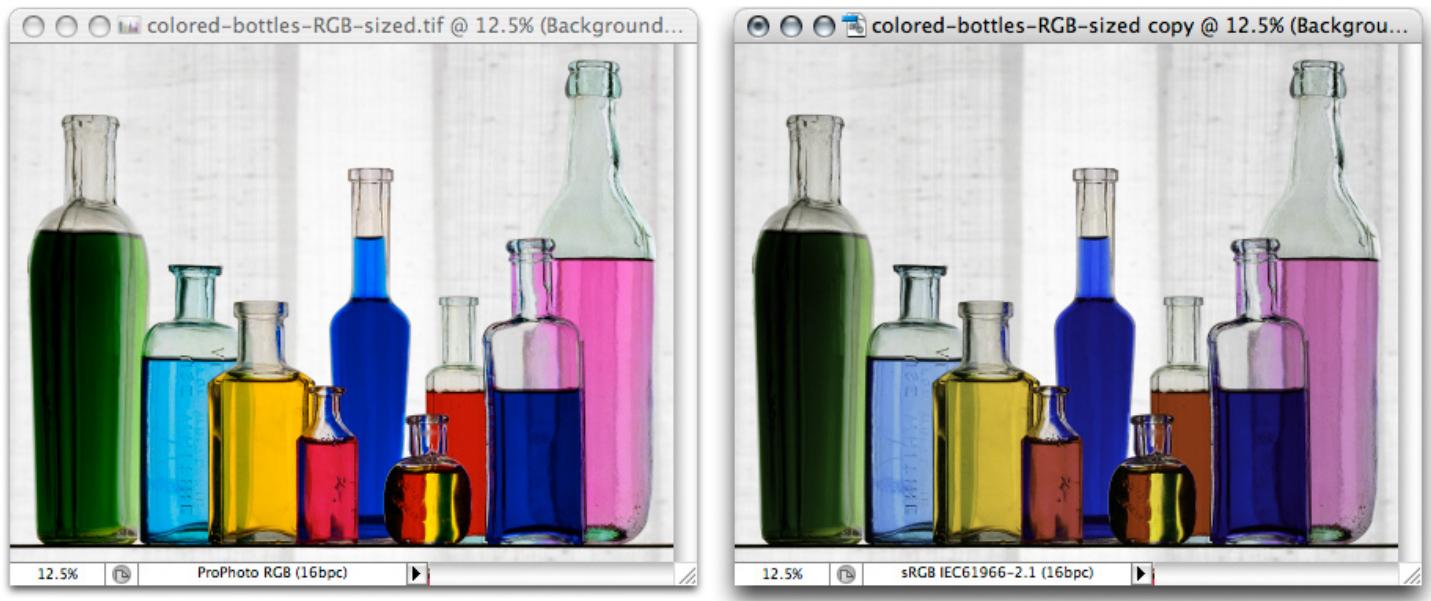 colored-bottles-RGB-sized.tif @ 12.5% (Background...
colored-bottles-RGB-sized copy @ 12.5% (Backgrou...
12.5%
ProPhoto RGB (16bpc)
12.5%
sRGB IEC61966-2.1 (16bpc)